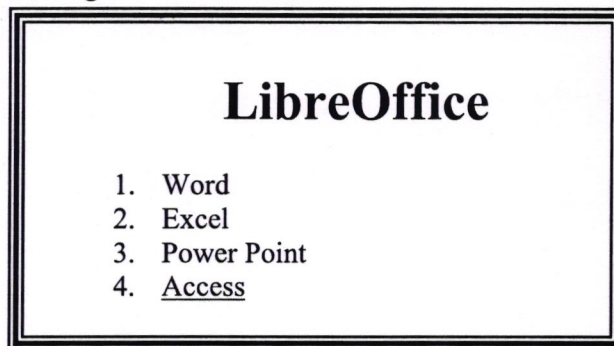 LibreOffice
1. Word
2. Excel
3. Power Point
4. Access